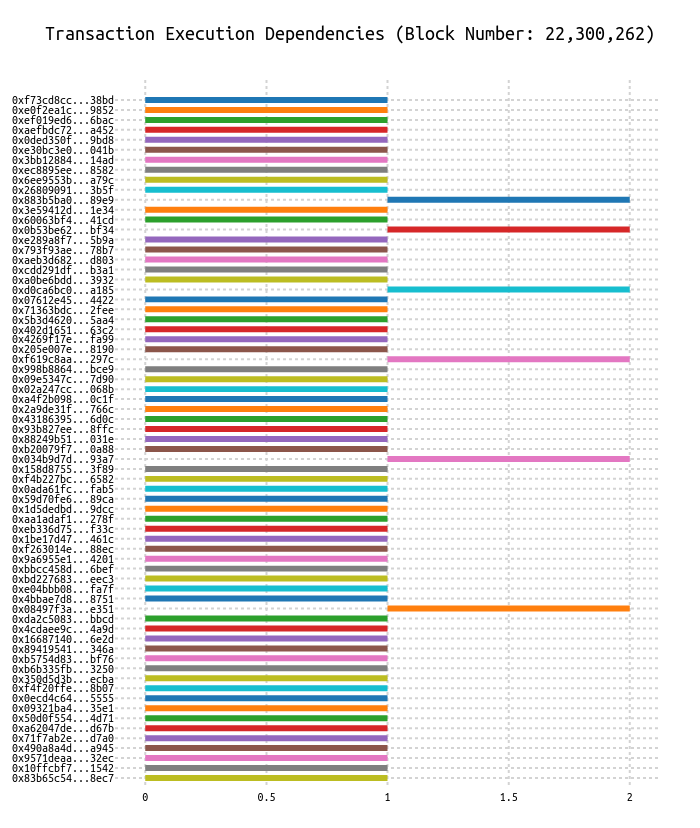 Transaction Execution Dependencies (Block Number: 22,300,262)
0xf73cd8cc...38bd
0xe0f2ea1c...9852
0xef019ed6...6bac
0xaefbdc72...a452
0x0ded350f...9bd8
0xe30bc3e0...041b
0x3bb12884...14ad
0xec8895ee...8582
0x6ee9553b...a79c
0x26809091...3b5f
0x883b5ba0...89e9
0x3e59412d...1e34
0x60063bf4...41cd
0x0b53be62...bf34
0xe289a8f7...5b9a
0x793f93ae...78b7
0xaeb3d682...d803
0xcdd291df...b3a1
0xa0be6bdd...3932
0xd0ca6bc0...a185
0x07612e45...4422
0x71363bdc...2fee
0x5b3d4620...5aa4
0x402d1651...63c2
0x4269f17e...fa99
0x205e007e...8190
0xf619c8aa...297c
0x998b8864...bce9
0x09e5347c...7d90
0x02a247cc...068b
0xa4f2b098...0c1f
0x2a9de31f...766c
0x43186395...6d0c
0x93b827ee...8ffc
0x88249b51...031e
0xb20079f7...0a88
0x034b9d7d...93a7
0x158d8755...3f89
0xf4b227bc...6582
0x0ada61fc...fab5
0x59d70fe6...89ca
0x1d5dedbd...9dcc
0xaa1adaf1...278f
0xeb336d75...f33c
0x1be17d47...461c
0xf263014e...88ec
0x9a6955e1...4201
0xbbcc458d...6bef
0xbd227683...eec3
0xe04bbb08...fa7f
0x4bbae7d8...8751
0x08497f3a...e351
0xda2c5083...bbcd
0x4cdaee9c...4a9d
0x16687140...6e2d
0x89419541...346a
0xb5754d83...bf76
0xb6b335fb...3250
0x350d5d3b...ecba
0xf4f20ffe...8b07
0x0ecd4c64...5555
0x09321ba4...35e1
0x50d0f554...4d71
0xa62047de...d67b
0x71f7ab2e...d7a0
0x490a8a4d...a945
0x9571deaa...32ec
0x10ffcbf7...1542
0x83b65c54...8ec7
0 0.5 1 1.5 2